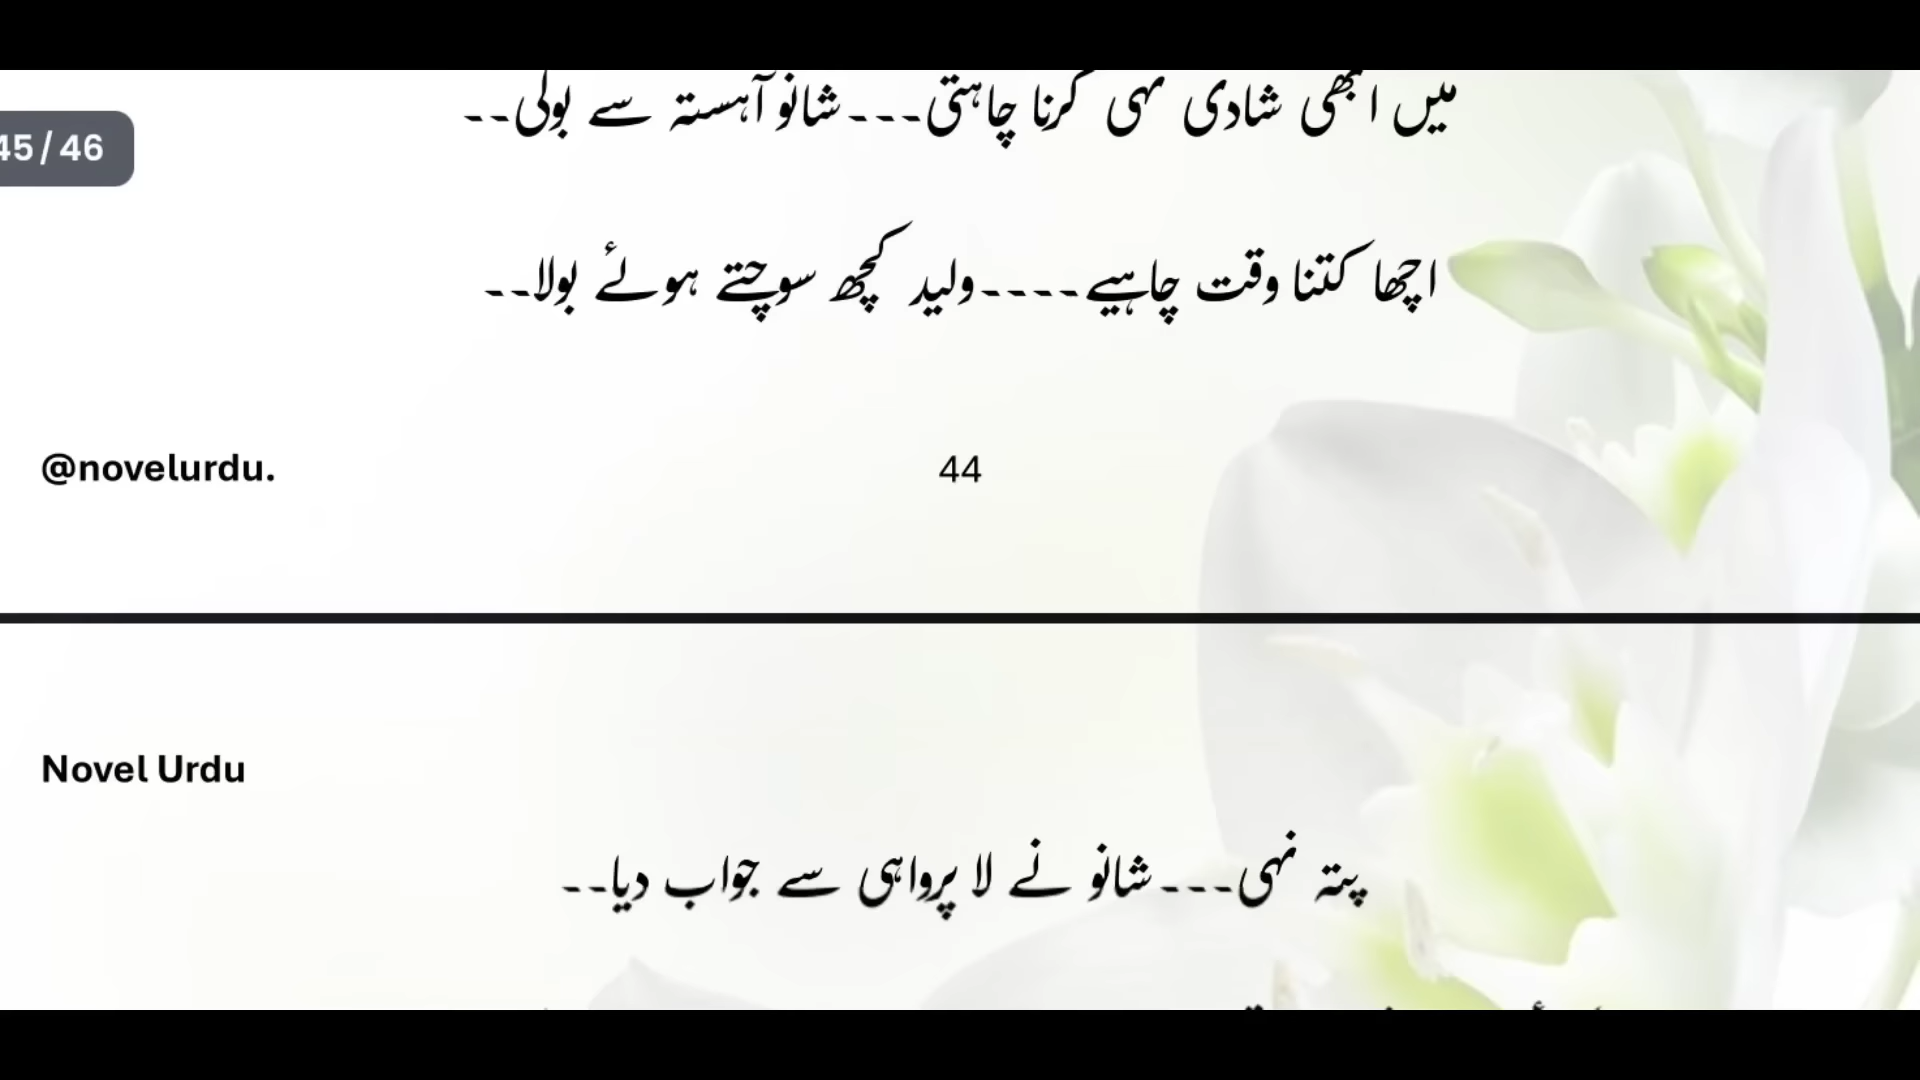 میں ابھی شادی نہی کرنا چاہتی---شانو آہستہ سے بولی--
45/46
اچھا کتنا وقت چاہیے----ولید کچھ سوچتے ہوئے بولا--
@novelurdu.
44
Novel Urdu
پتہ نہی---شانو نے لا پرواہی سے جواب دیا--